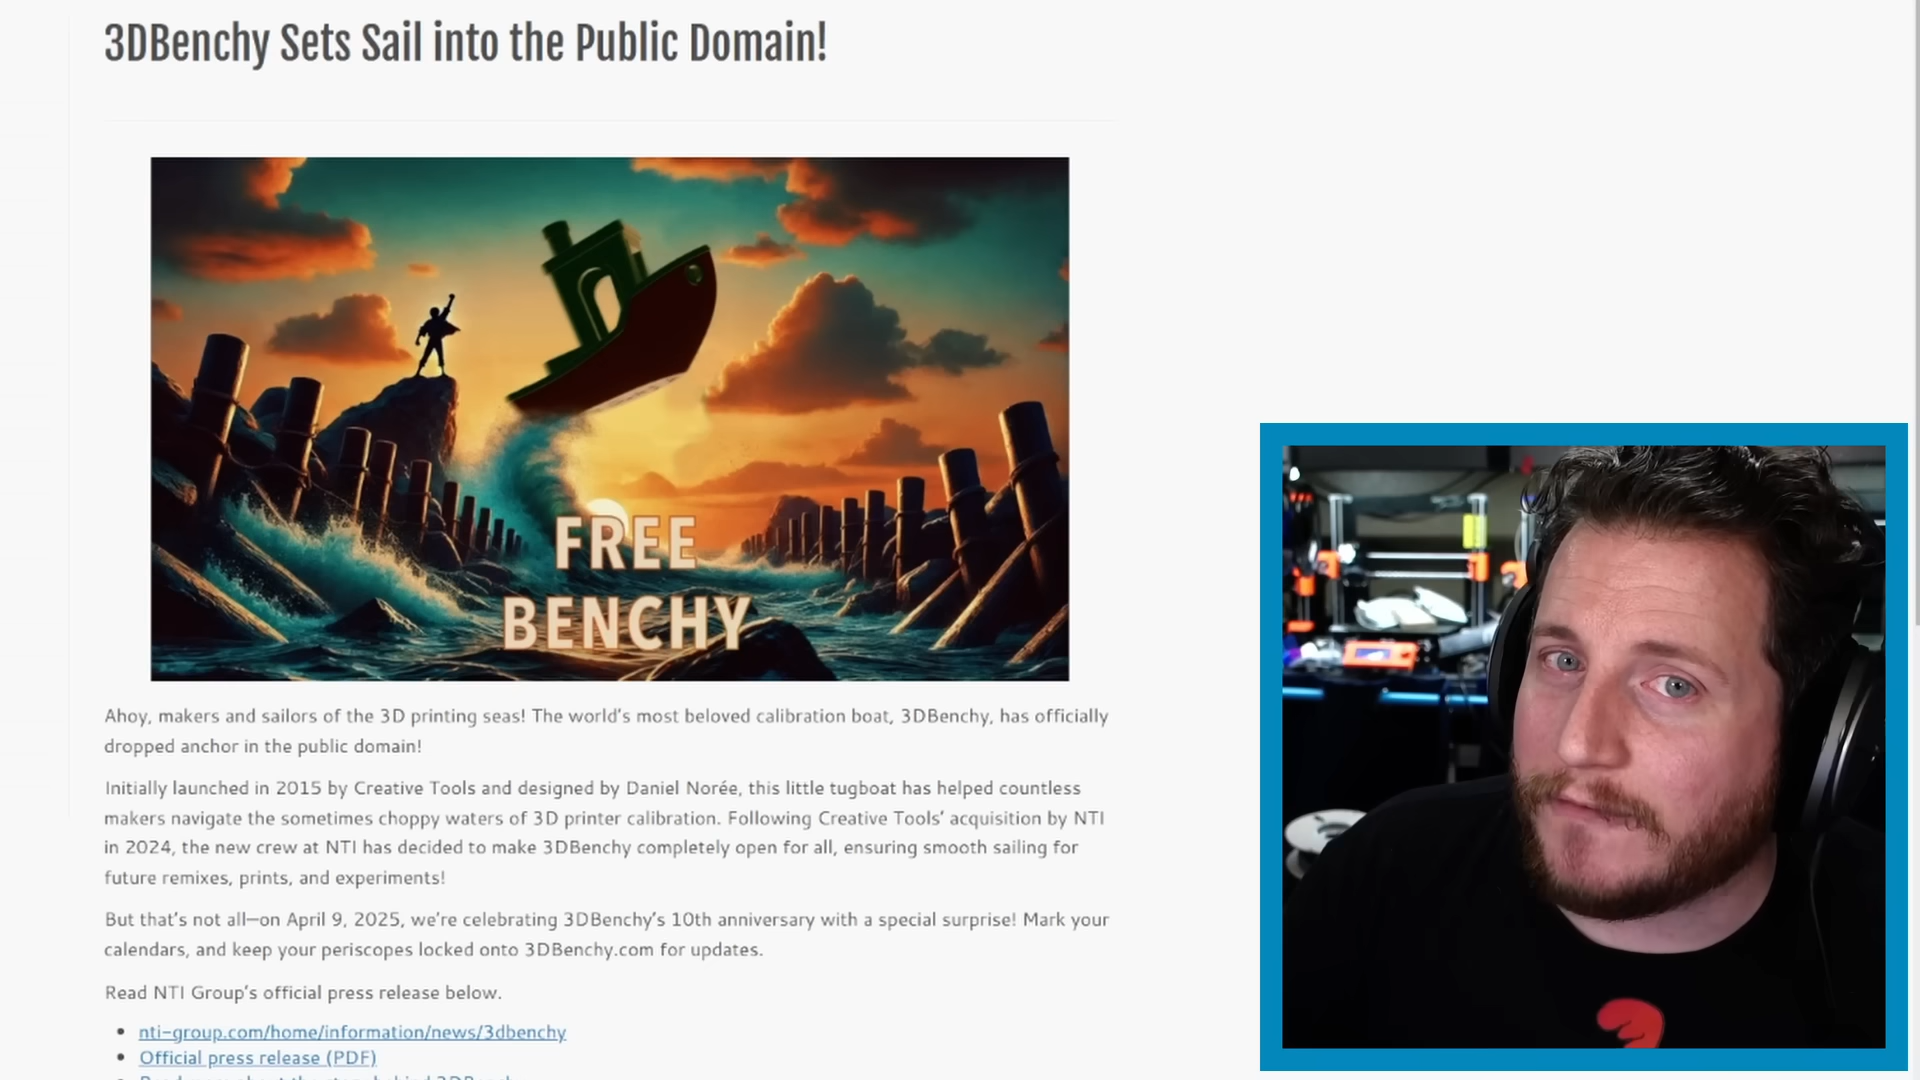 3DBenchy Sets Sail into the Public Domain!
FREE
BENCHY
Ahoy, makers and sailors of the 3D printing seas! The world's most beloved calibration boat, 3DBenchy, has officially
dropped anchor in the public domain!
Initially launched in 2015 by Creative Tools and designed by Daniel Norée, this little tugboat has helped countless
makers navigate the sometimes choppy waters of 3D printer calibration. Following Creative Tools' acquisition by NTI
in 2024, the new crew at NTI has decided to make 3DBenchy completely open for all, ensuring smooth sailing for
future remixes, prints, and experiments!
But that's not all—on April 9, 2025, we're celebrating 3DBenchy's 10th anniversary with a special surprise! Mark your
calendars, and keep your periscopes locked onto 3DBenchy.com for updates.
Read NTI Group's official press release below.
nti-group.com/home/information/news/3dbenchy
Official press release (PDF)